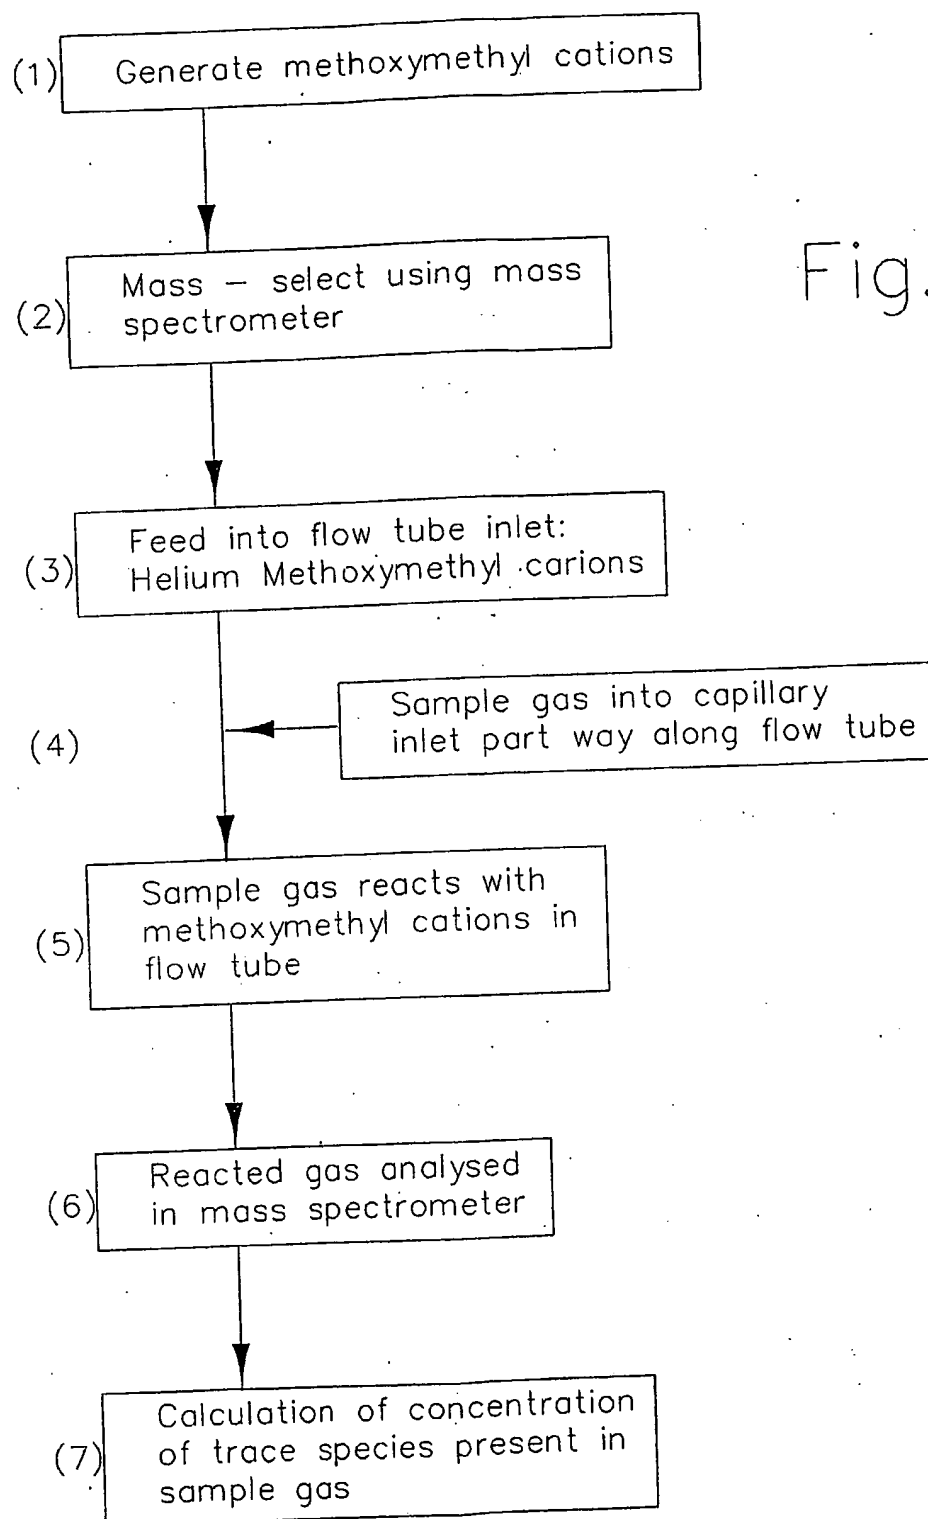 (1) Generate methoxymethyl cations
Fig.
(2) Mass – select using mass
spectrometer
(3) Feed into flow tube inlet:
Helium Methoxymethyl carions
(4) Sample gas into capillary
inlet part way along flow tube
(5) Sample gas reacts with
methoxymethyl cations in
flow tube
(6) Reacted gas analysed
in mass spectrometer
(7) Calculation of concentration
of trace species present in
sample gas